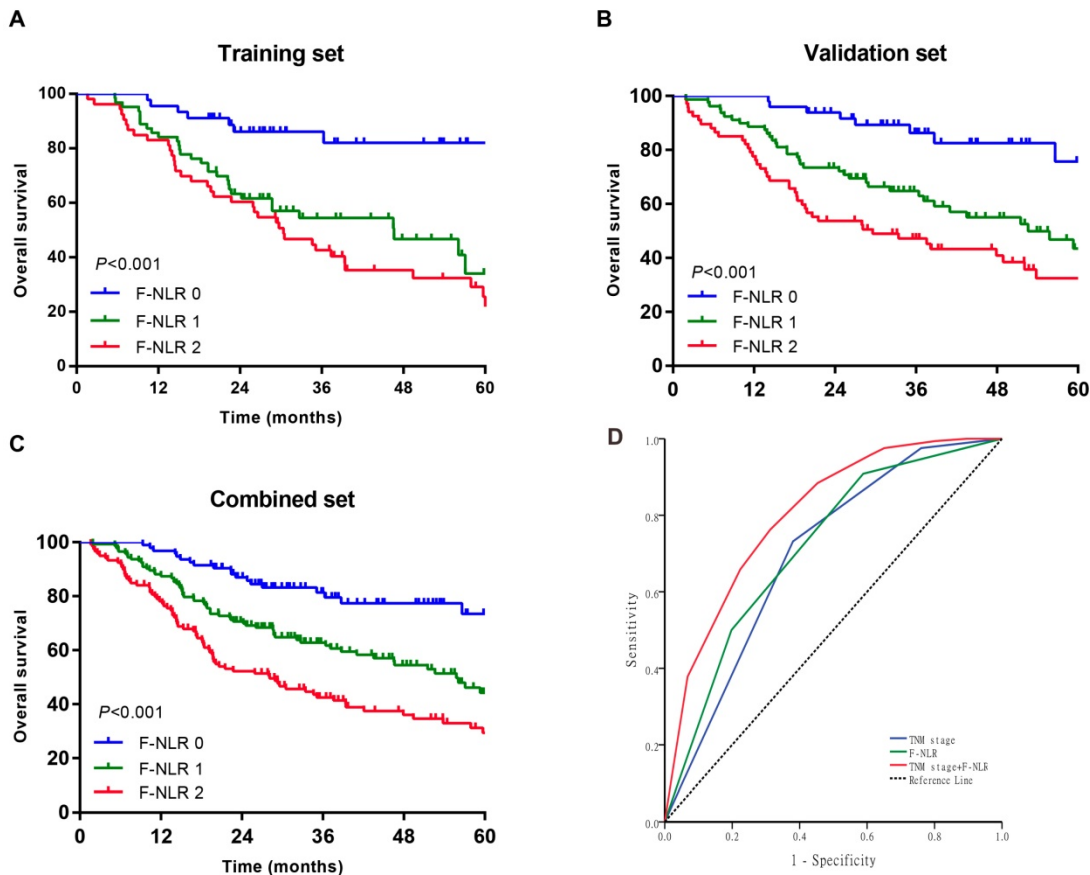 A
Training set
Overall survival
100
80
60
40
20
0
P<0.001
F-NLR 0
F-NLR 1
F-NLR 2
0 12 24 36 48 60
Time (months)
B
Validation set
Overall survival
100
80
60
40
20
0
P<0.001
F-NLR 0
F-NLR 1
F-NLR 2
0 12 24 36 48 60
Time (months)
C
Combined set
Overall survival
100
80
60
40
20
0
P<0.001
F-NLR 0
F-NLR 1
F-NLR 2
0 12 24 36 48 60
Time (months)
D
Sensitivity
1.0
0.8
0.6
0.4
0.2
0.0
TNM stage
F-NLR
TNM stage+F-NLR
Reference Line
0.0 0.2 0.4 0.6 0.8 1.0
1 - Specificity